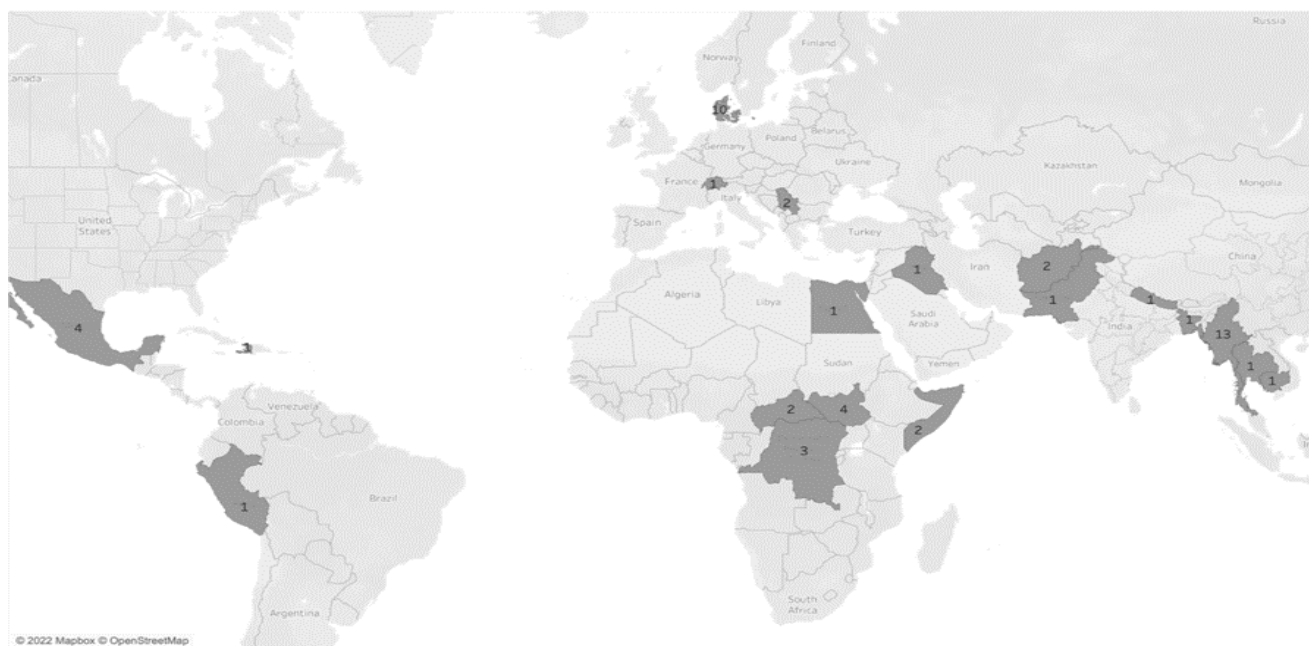 Russia
Finland
Norway
Canada
10
Poland
Belarus
Germany
Ukraine
Kazakhstan
France
1
Mongolia
Italy
2
United
States
Spain
Turkey
China
1
Iran
2
Algeria
Libya
1
1
1
Saudi
Arabia
India
1
4
1
13
Sudan
Yemen
1
1
Venezuela
2
4
Colombia
2
3
Brazil
1
South
Africa
Argentina
© 2022 Mapbox © OpenStreetMap